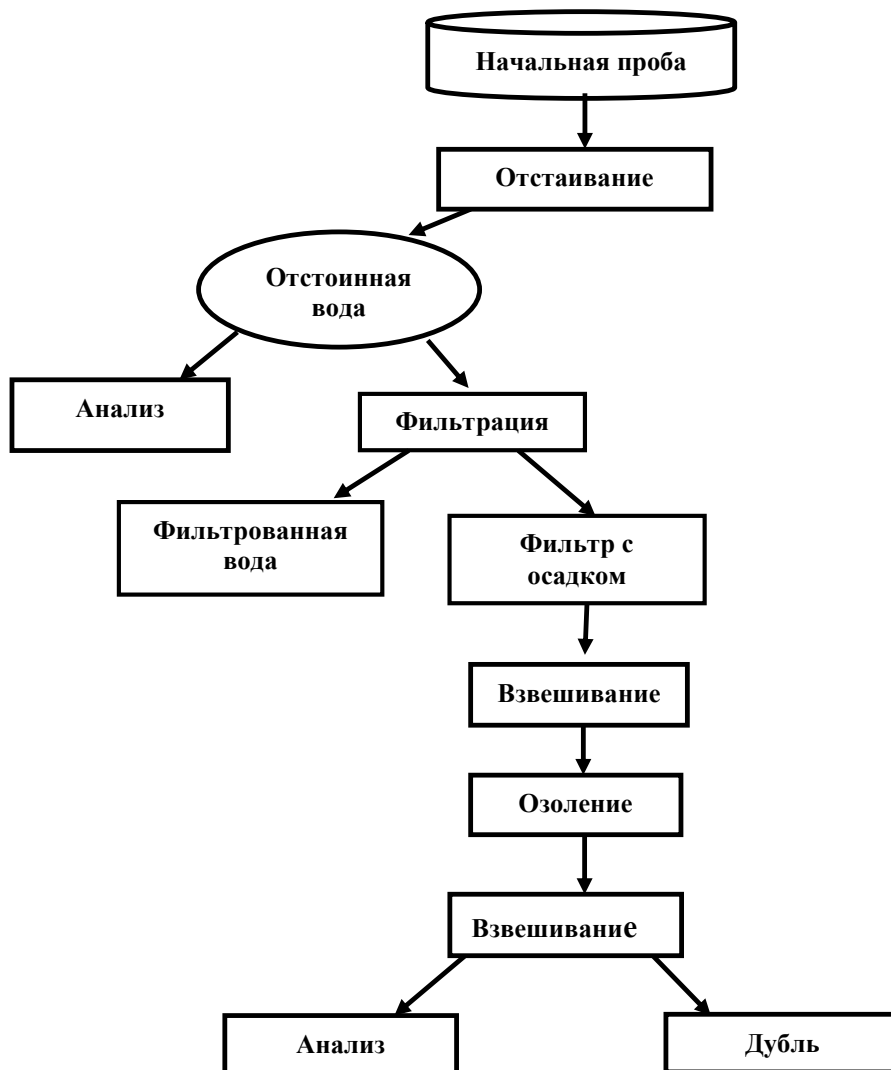 Начальная проба
Отстаивание
Отстоинная
вода
Анализ
Фильтрация
Фильтрованная
вода
Фильтр с
осадком
Взвешивание
Озоление
Взвешивание
Анализ
Дубль